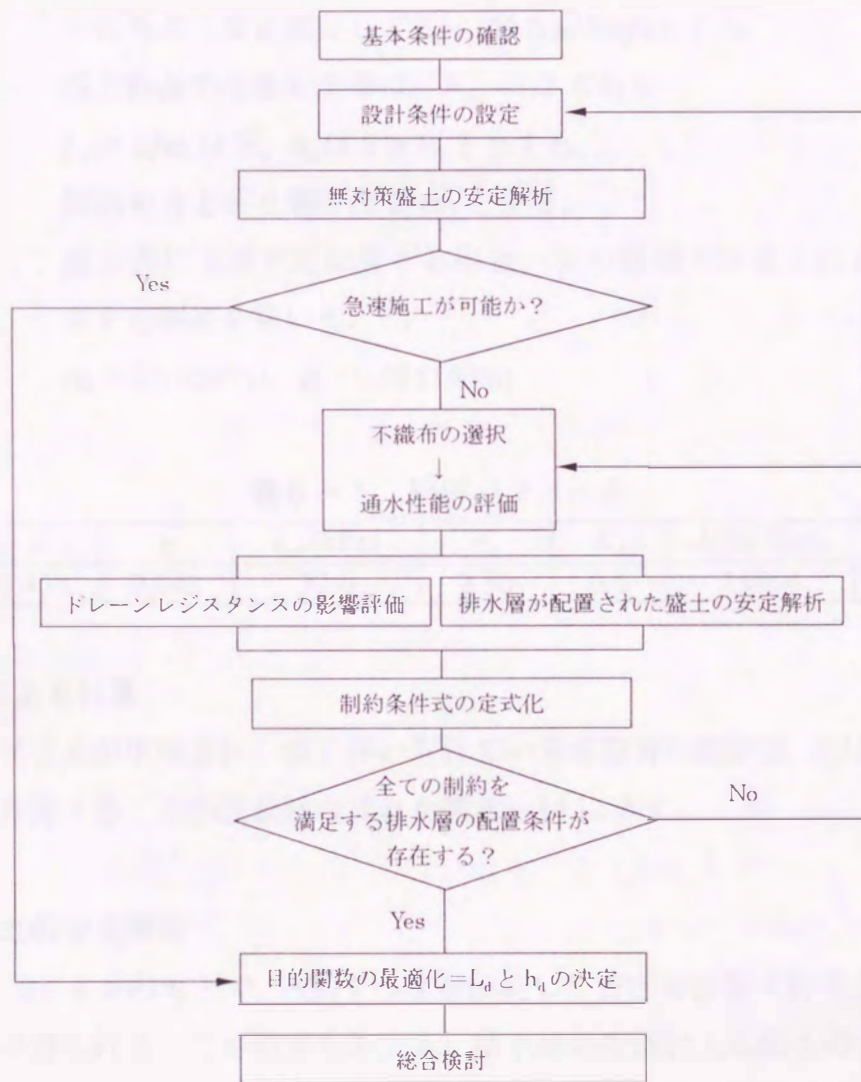 基本条件の確認
設計条件の設定
無対策盛土の安定解析
Yes
急速施工が可能か？
No
不織布の選択
↓
通水性能の評価
ドレーンレジスタンスの影響評価
排水層が配置された盛土の安定解析
制約条件式の定式化
全ての制約を
満足する排水層の配置条件が
存在する？
No
Yes
目的関数の最適化=Ldとhdの決定
総合検討